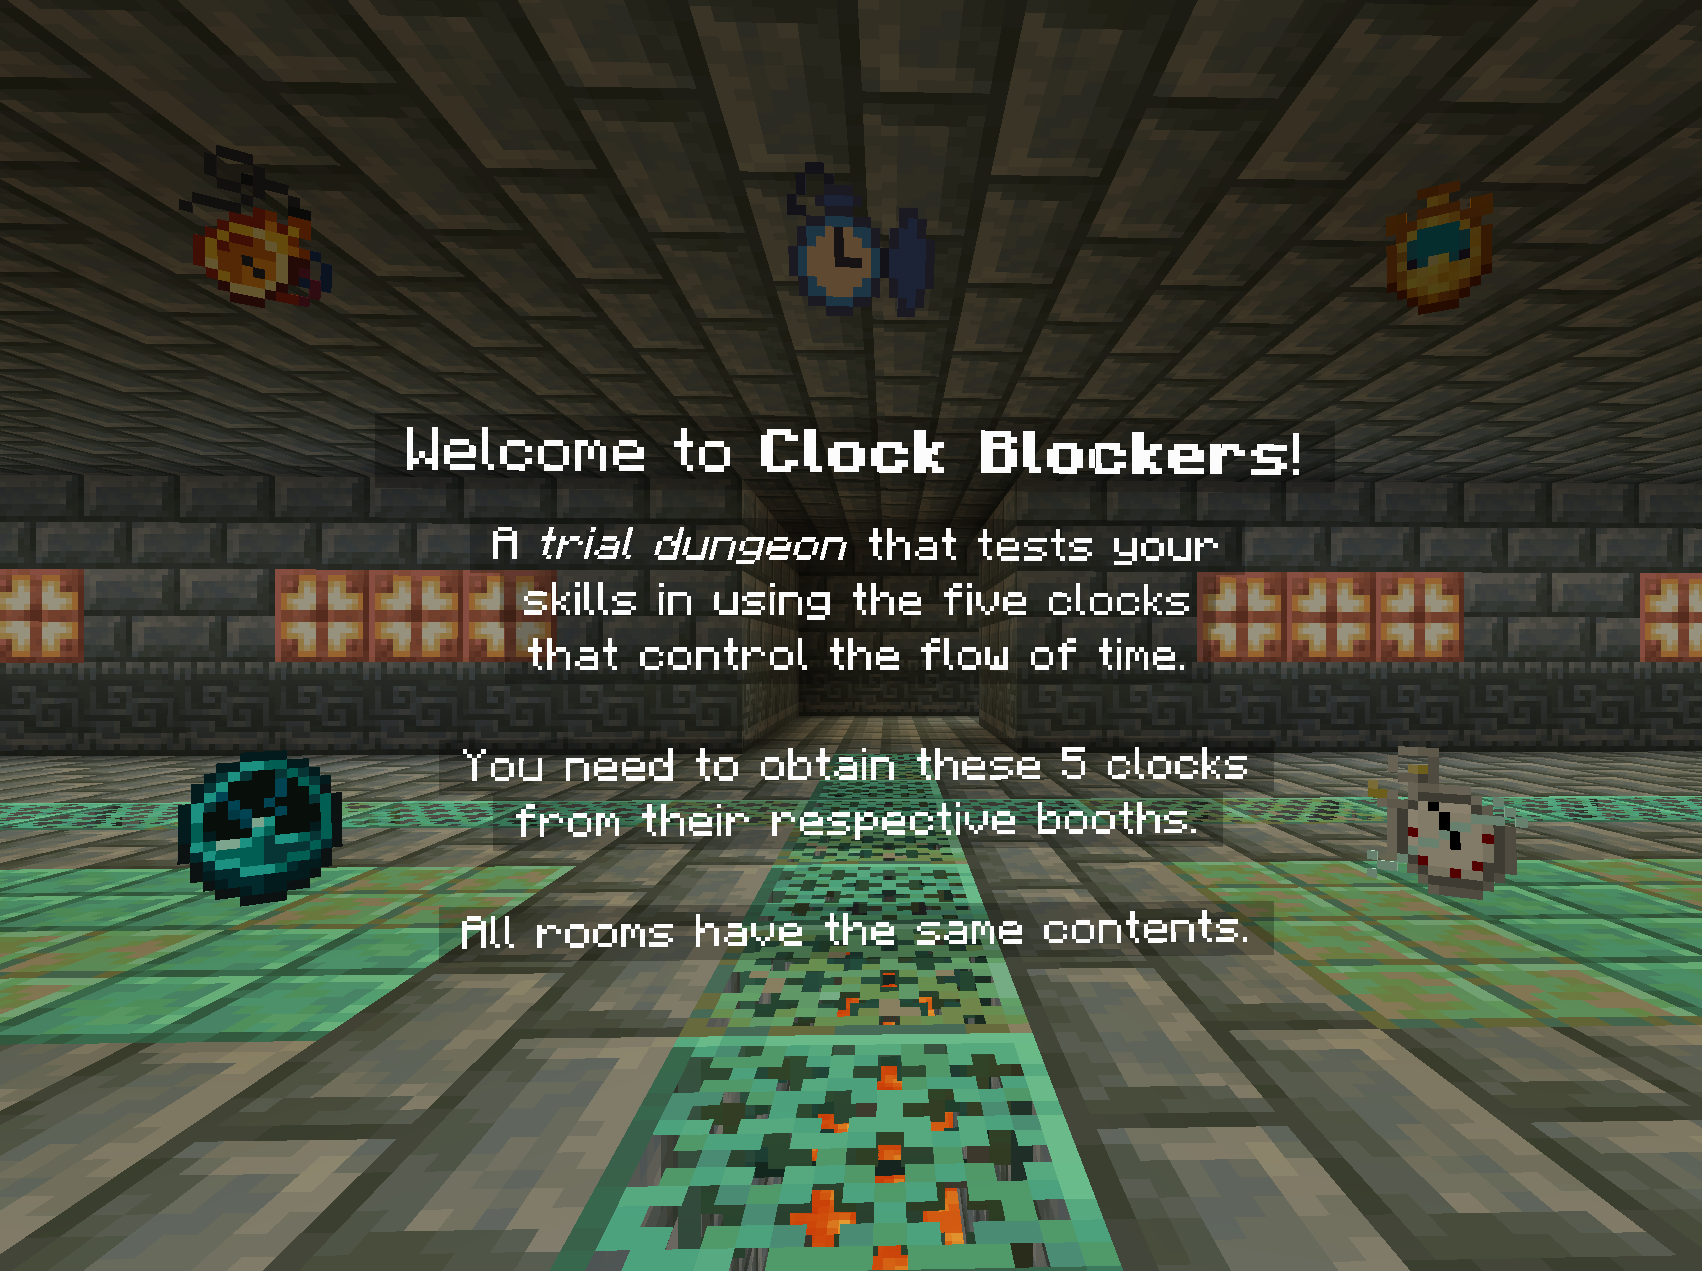 Welcome to Clock Blockers!
A trial dungeon that tests your
skills in using the five clocks
that control the flow of time.
You need to obtain these 5 clocks
from their respective booths.
All rooms have the same contents.